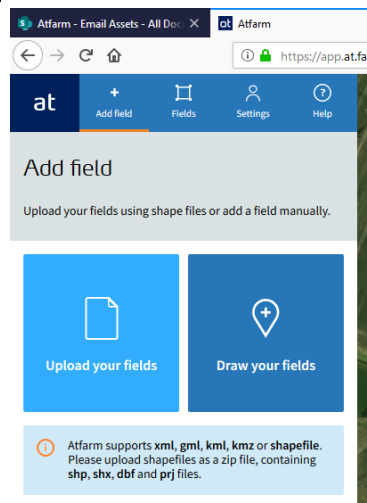 Atfarm - Email Assets - All Doc
at Atfarm
https://app.at.fa
at
Add field
Fields
Settings
Help
Add field
Upload your fields using shape files or add a field manually.
Upload your fields
Draw your fields
Atfarm supports xml, gml, kml, kmz or shapefile.
Please upload shapefiles as a zip file, containing
shp, shx, dbf and prj files.